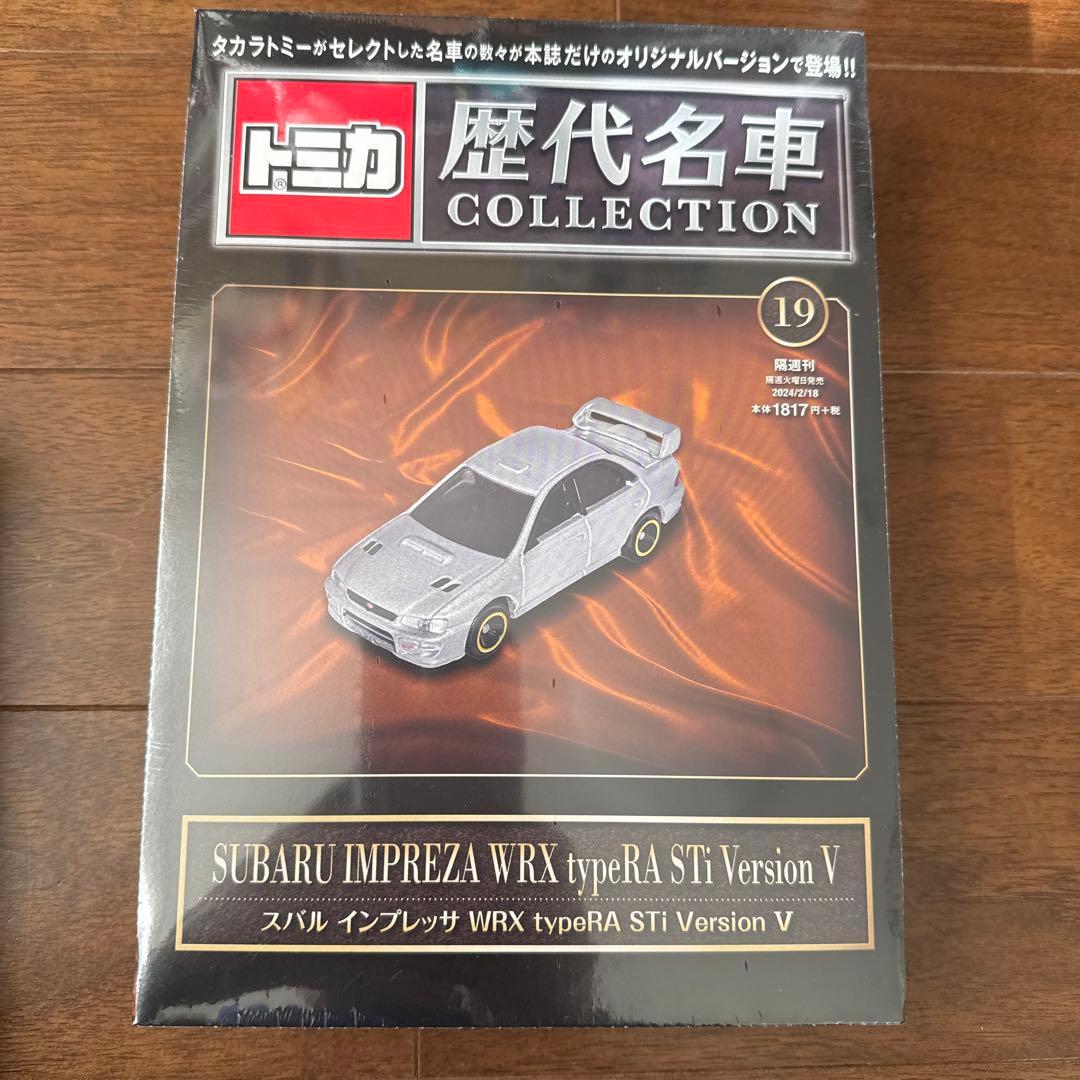 タカラトミーがセレクトした名車の数々が本誌だけのオリジナルバージョンで登場!!
トミカ®
歴代名車
COLLECTION
19
隔週刊
隔週火曜日発売
2024/2/18
本体1817円+税
SUBARU IMPREZA WRX typeRA STi Version V
スバル インプレッサ WRX typeRA STi Version V